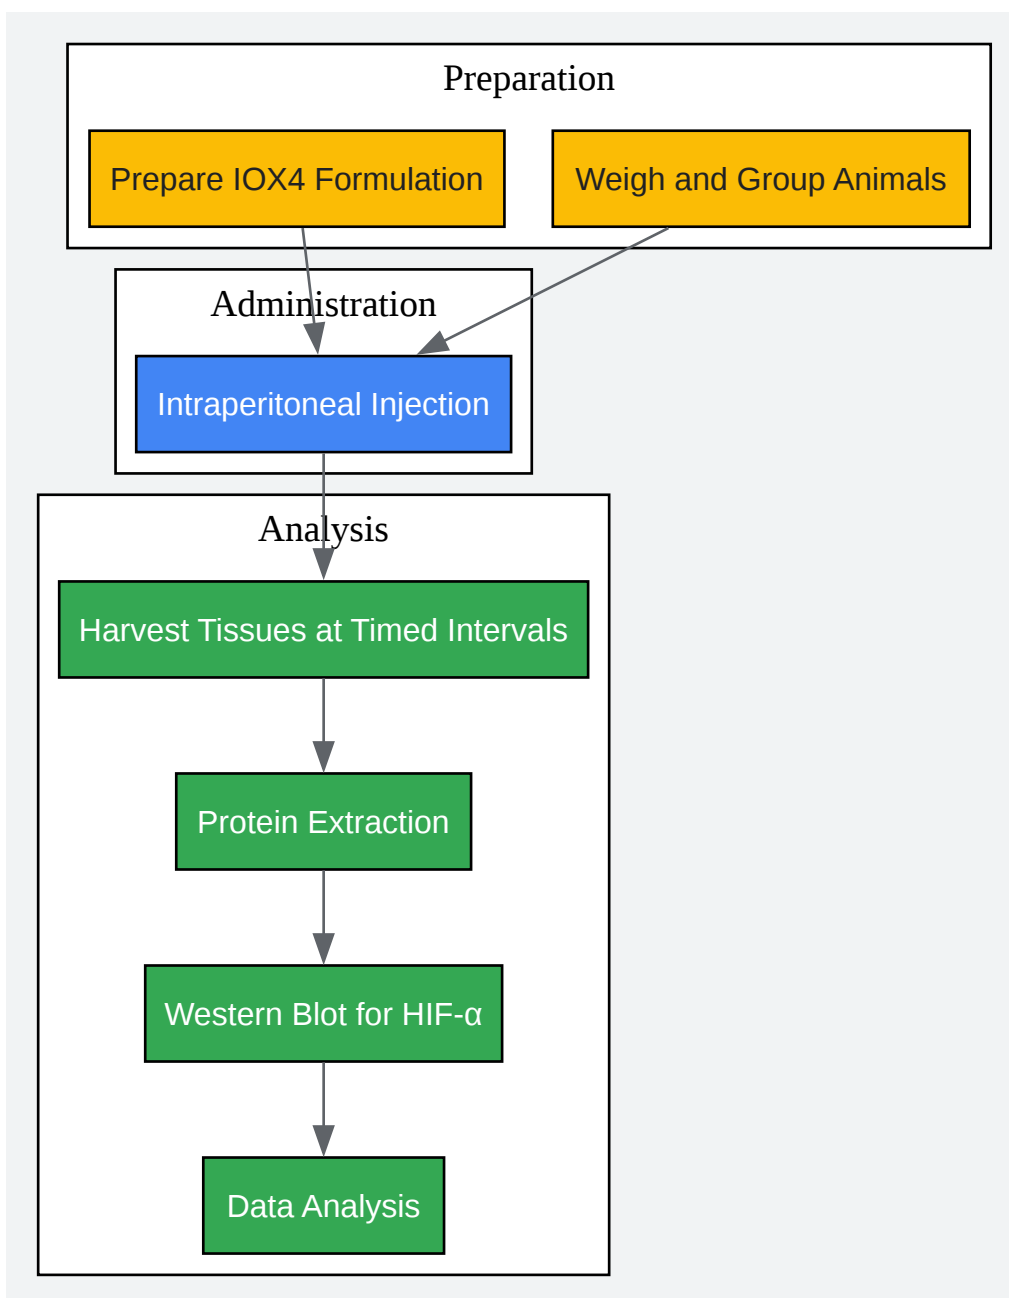 Preparation
Prepare IOX4 Formulation
Weigh and Group Animals
Administration
Intraperitoneal Injection
Analysis
Harvest Tissues at Timed Intervals
Protein Extraction
Western Blot for HIF-α
Data Analysis